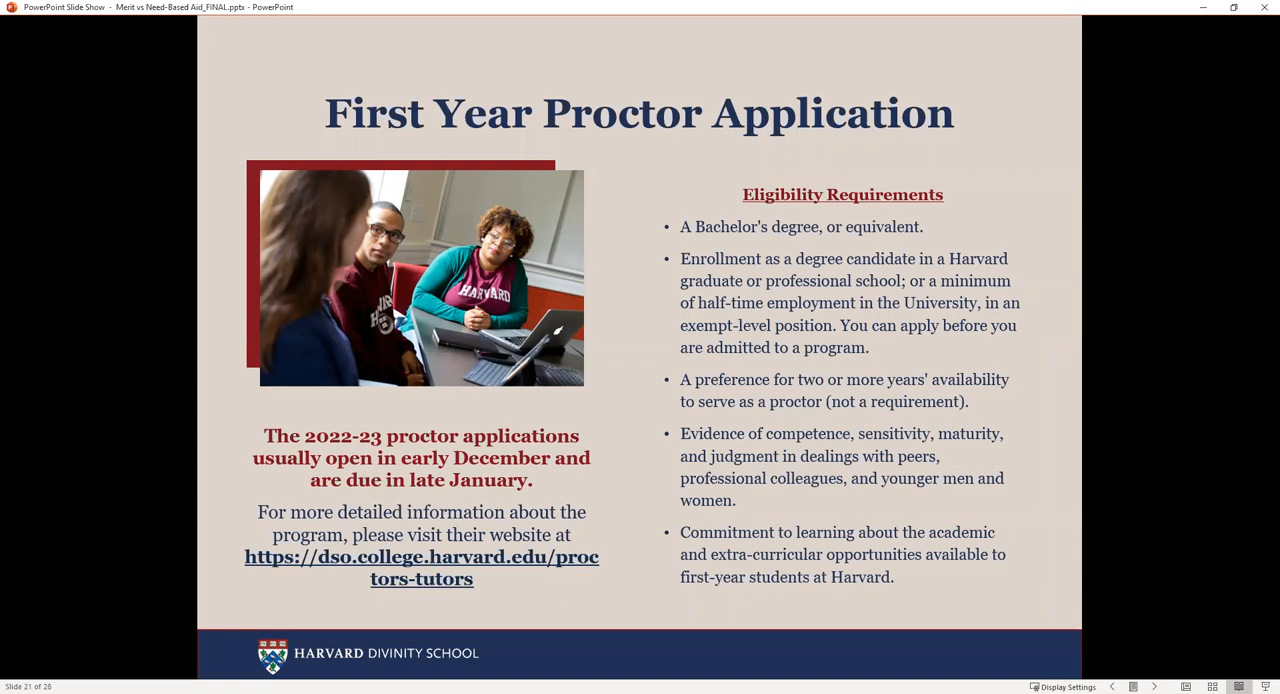 PowerPoint Slide Show - Merit vs Need-Based Aid_FINAL.pptx - PowerPoint
First Year Proctor Application
HARVARD
The 2022-23 proctor applications
usually open in early December and
are due in late January.
For more detailed information about the
program, please visit their website at
https://dso.college.harvard.edu/proc
tors-tutors
Eligibility Requirements
• A Bachelor's degree, or equivalent.
• Enrollment as a degree candidate in a Harvard
graduate or professional school; or a minimum
of half-time employment in the University, in an
exempt-level position. You can apply before you
are admitted to a program.
• A preference for two or more years' availability
to serve as a proctor (not a requirement).
• Evidence of competence, sensitivity, maturity,
and judgment in dealings with peers,
professional colleagues, and younger men and
women.
• Commitment to learning about the academic
and extra-curricular opportunities available to
first-year students at Harvard.
HARVARD DIVINITY SCHOOL
Slide 21 of 28
Display Settings